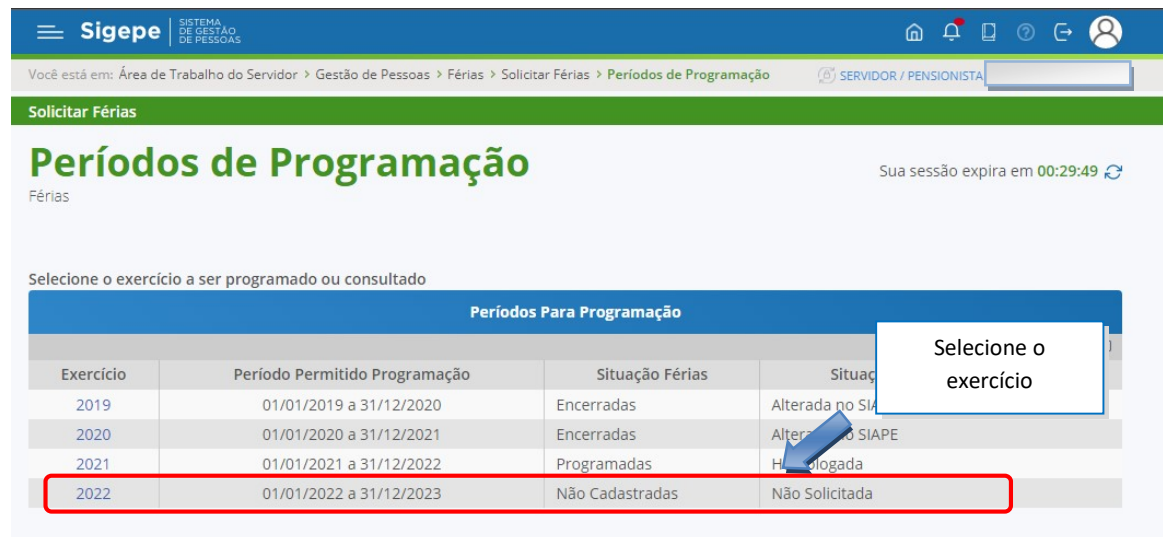 Sigepe SISTEMA DE GESTÃO DE PESSOAS
Você está em: Área de Trabalho do Servidor > Gestão de Pessoas > Férias > Solicitar Férias > Períodos de Programação SERVIDOR / PENSIONISTA
Solicitar Férias
Períodos de Programação
Sua sessão expira em 00:29:49
Férias
Selecione o exercício a ser programado ou consultado
Períodos Para Programação
Selecione o
exercício
Exercício Período Permitido Programação Situação Férias
2019 01/01/2019 a 31/12/2020 Encerradas Alterada no
2020 01/01/2020 a 31/12/2021 Encerradas SIAPE
2021 01/01/2021 a 31/12/2022 Programadas
2022 01/01/2022 a 31/12/2023 Não Cadastradas Não Solicitada